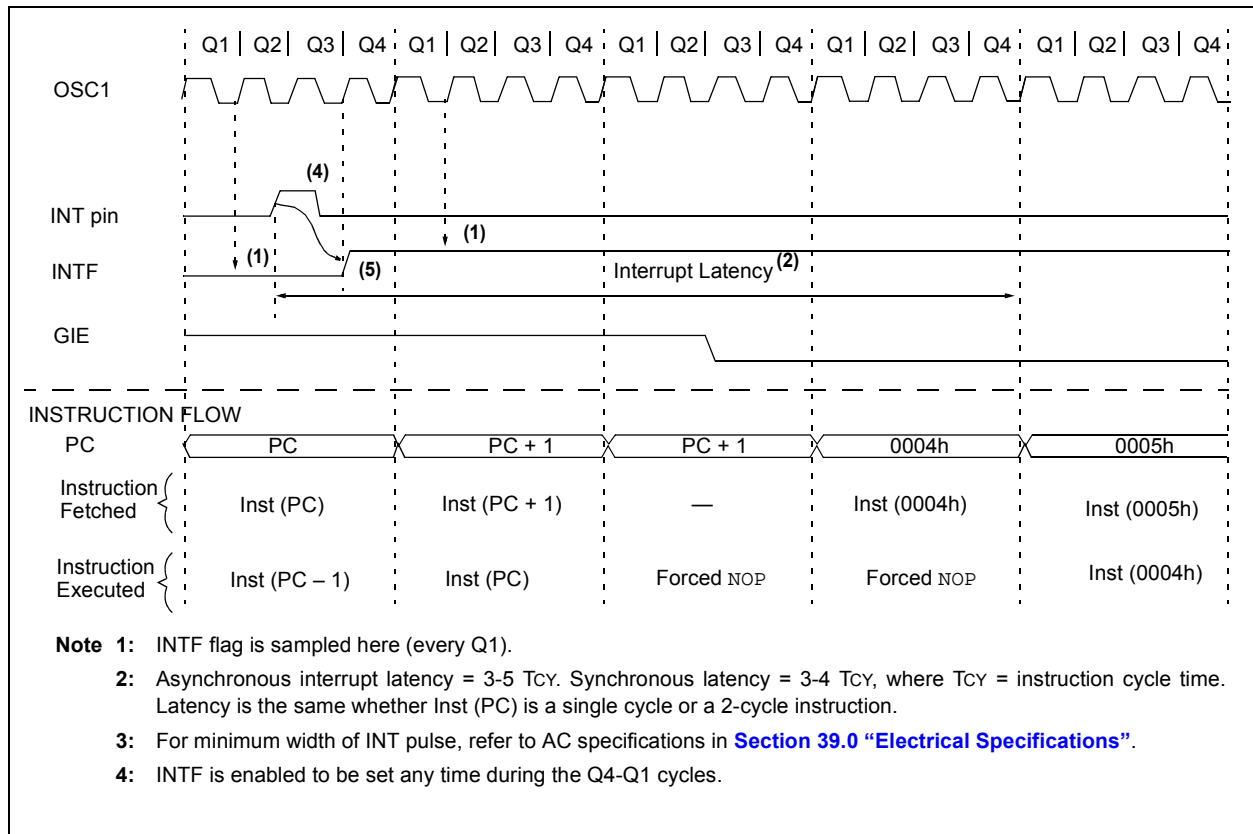 Q1 Q2 Q3 Q4 Q1 Q2 Q3 Q4 Q1 Q2 Q3 Q4 Q1 Q2 Q3 Q4 Q1 Q2 Q3 Q4
OSC1
(4)
INT pin
(1) (1)
INTF
(5)
Interrupt Latency (2)
GIE
INSTRUCTION FLOW
PC PC PC + 1 PC + 1 0004h 0005h
Instruction
Fetched
Inst (PC) Inst (PC + 1) — Inst (0004h) Inst (0005h)
Instruction
Executed
Inst (PC – 1) Inst (PC) Forced NOP Forced NOP Inst (0004h)
Note 1: INTF flag is sampled here (every Q1).
2: Asynchronous interrupt latency = 3-5 TCY. Synchronous latency = 3-4 TCY, where TCY = instruction cycle time.
Latency is the same whether Inst (PC) is a single cycle or a 2-cycle instruction.
3: For minimum width of INT pulse, refer to AC specifications in Section 39.0 “Electrical Specifications”.
4: INTF is enabled to be set any time during the Q4-Q1 cycles.